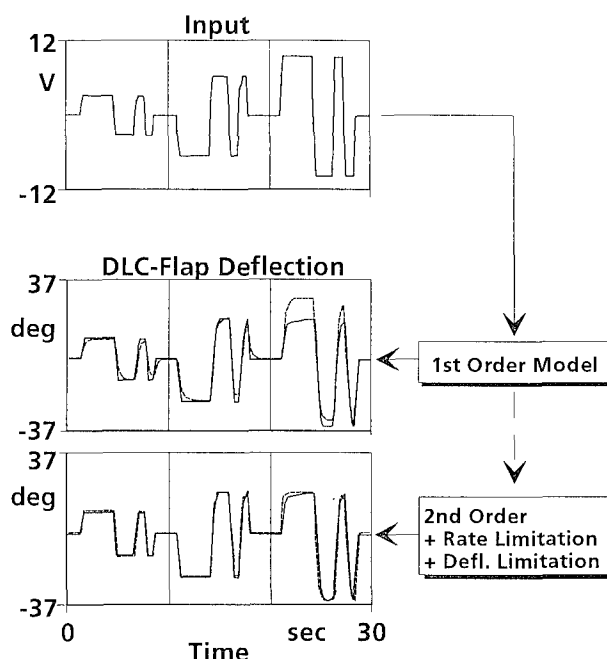 Input
12
V
-12
DLC-Flap Deflection
37
deg
-37
1st Order Model
37
deg
-37
2nd Order
+ Rate Limitation
+ Defl. Limitation
0
sec
30
Time